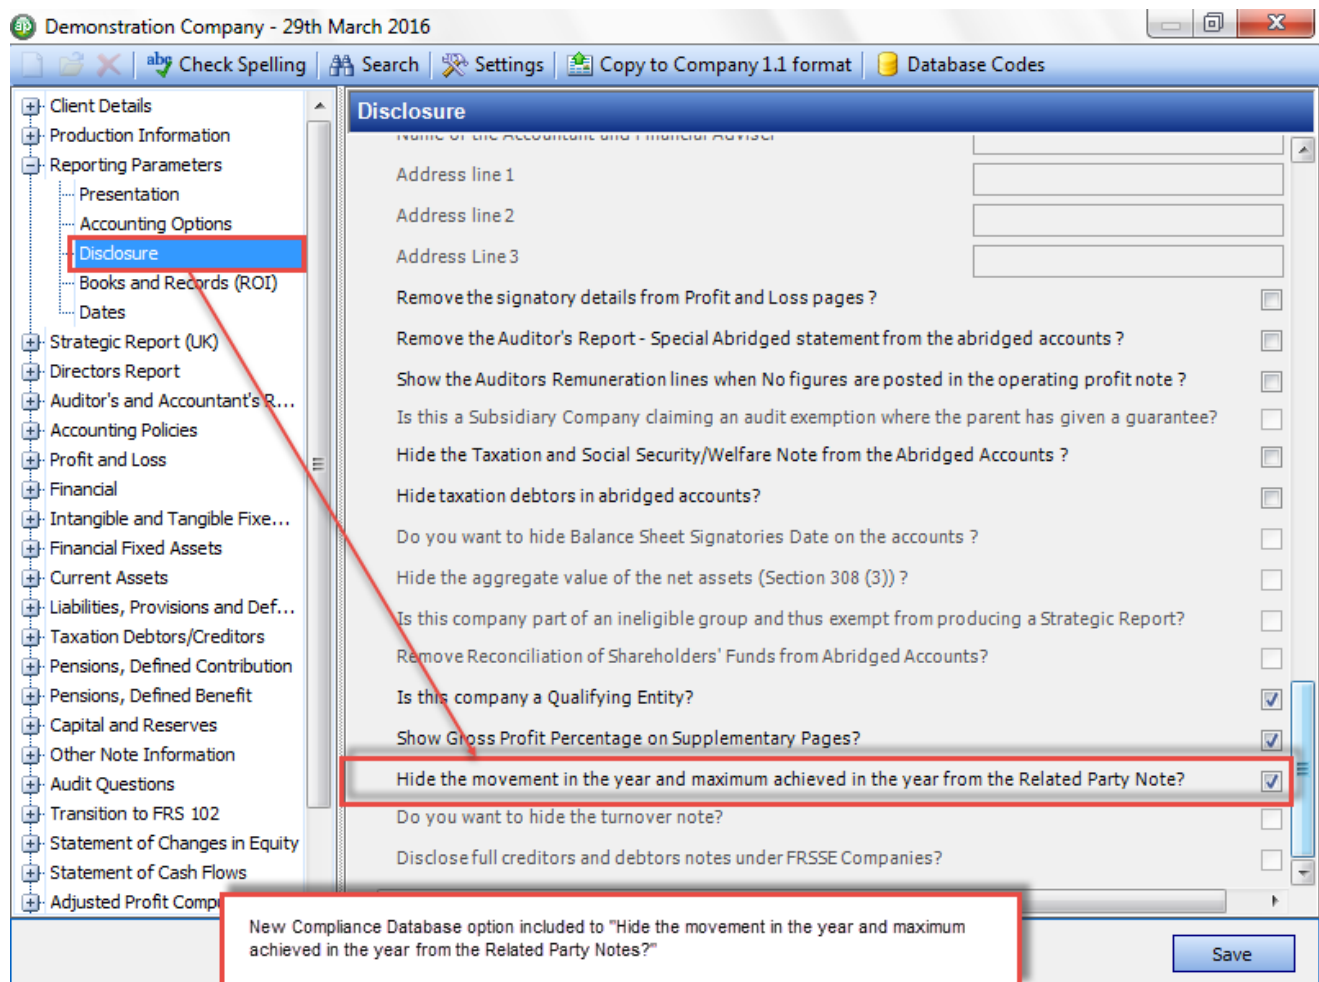 Demonstration Company - 29th March 2016
Check Spelling Search Settings Copy to Company 1.1 format Database Codes
Client Details
Production Information
Reporting Parameters
Presentation
Accounting Options
Disclosure
Books and Records (ROI)
Dates
Strategic Report (UK)
Directors Report
Auditor's and Accountant's R...
Accounting Policies
Profit and Loss
Financial
Intangible and Tangible Fixe...
Financial Fixed Assets
Current Assets
Liabilities, Provisions and Def...
Taxation Debtors/Creditors
Pensions, Defined Contribution
Pensions, Defined Benefit
Capital and Reserves
Other Note Information
Audit Questions
Transition to FRS 102
Statement of Changes in Equity
Statement of Cash Flows
Adjusted Profit Comp
Disclosure
Name of the Accountant and Financial Adviser
Address line 1
Address line 2
Address Line 3
Remove the signatory details from Profit and Loss pages ?
Remove the Auditor's Report - Special Abridged statement from the abridged accounts ?
Show the Auditors Remuneration lines when No figures are posted in the operating profit note ?
Is this a Subsidiary Company claiming an audit exemption where the parent has given a guarantee?
Hide the Taxation and Social Security/Welfare Note from the Abridged Accounts ?
Hide taxation debtors in abridged accounts?
Do you want to hide Balance Sheet Signatories Date on the accounts ?
Hide the aggregate value of the net assets (Section 308 (3)) ?
Is this company part of an ineligible group and thus exempt from producing a Strategic Report?
Remove Reconciliation of Shareholders' Funds from Abridged Accounts?
Is this company a Qualifying Entity?
Show Gross Profit Percentage on Supplementary Pages?
Hide the movement in the year and maximum achieved in the year from the Related Party Note?
Do you want to hide the turnover note?
Disclose full creditors and debtors notes under FRSSE Companies?
New Compliance Database option included to "Hide the movement in the year and maximum
achieved in the year from the Related Party Notes?"
Save